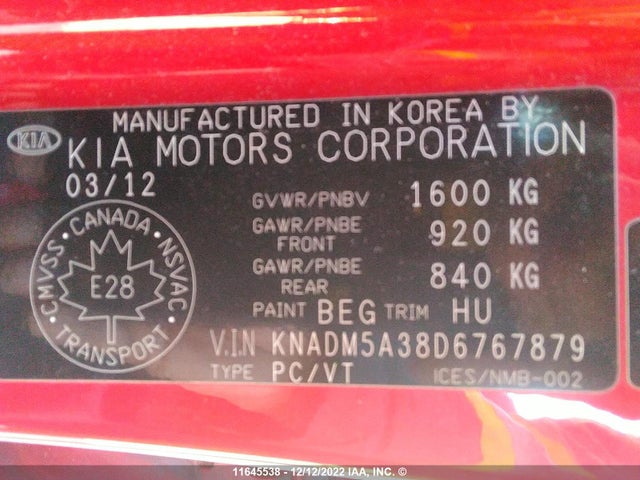 MANUFACTURED IN KOREA BY
KIA
KIA MOTORS CORPORATION
03/12
GVWR/PNBV 1600 KG
GAWR/PNBE FRONT 920 KG
GAWR/PNBE REAR 840 KG
CMVSS · CANADA · NSVAC
E28
TRANSPORT
PAINT BEG TRIM HU
V.I.N KNADM5A38D6767879
TYPE PC/VT ICES/NMB-002
11645538 - 12/12/2022 IAA, INC. ©